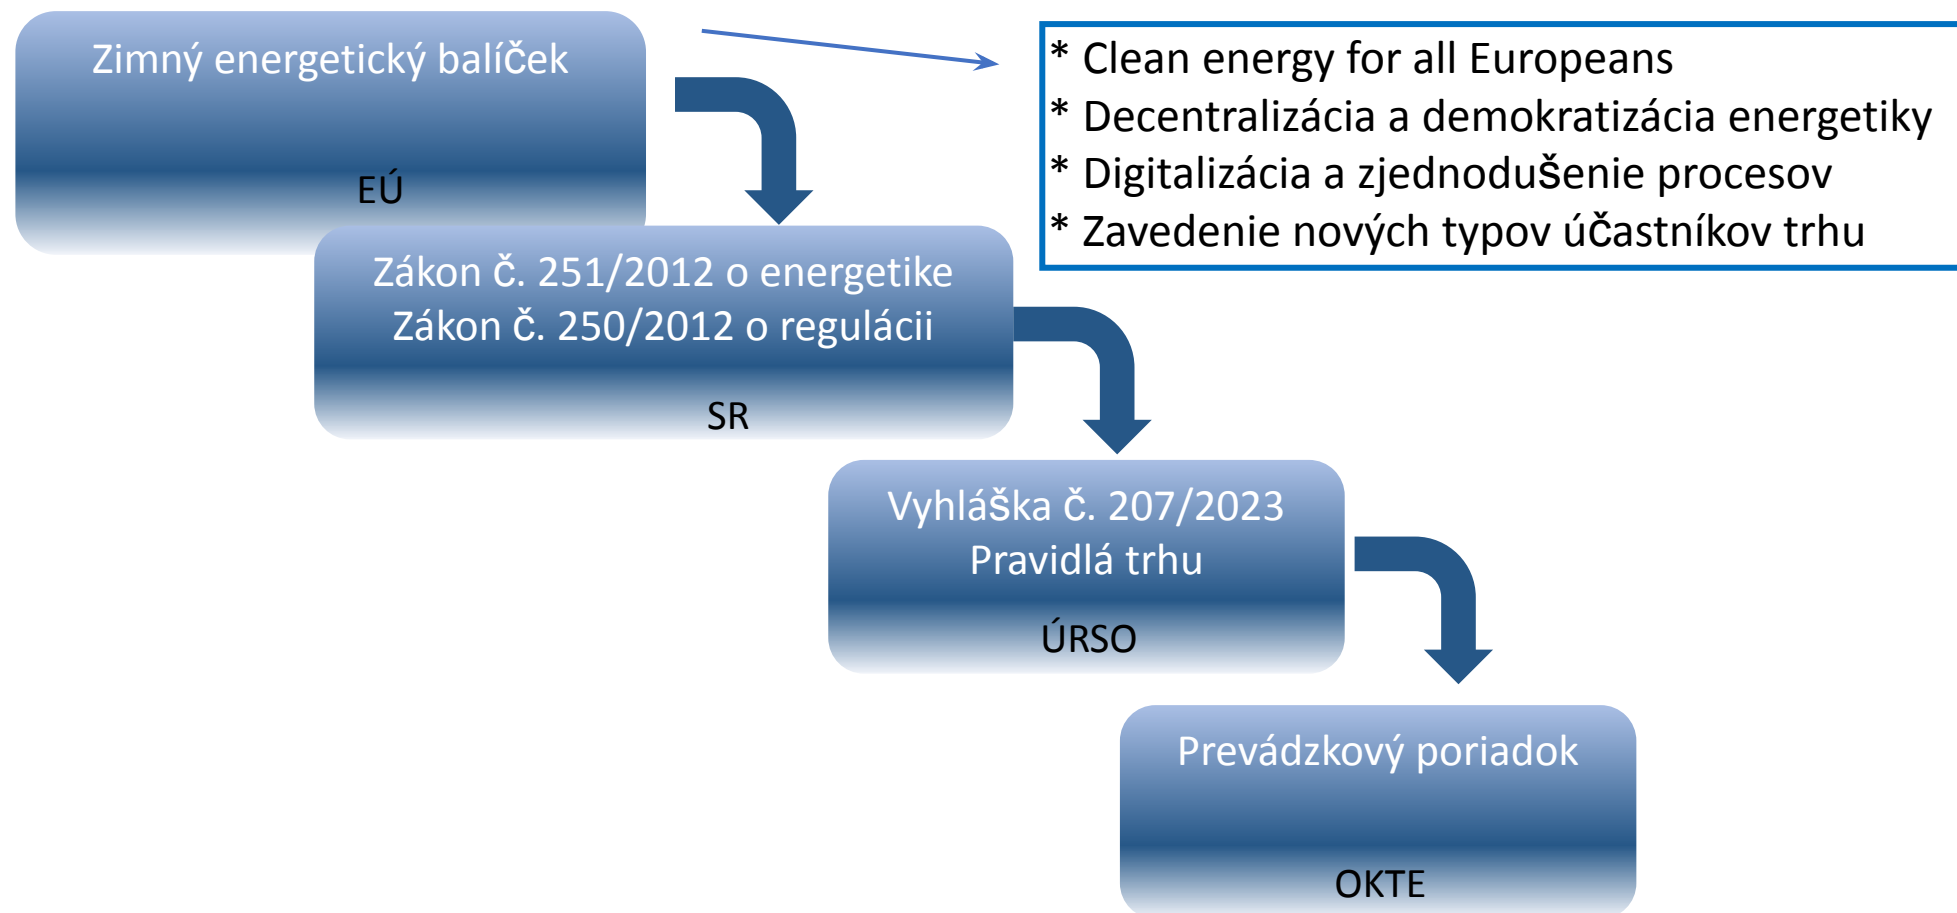 Zimný energetický balíček
EÚ
* Clean energy for all Europeans
* Decentralizácia a demokratizácia energetiky
* Digitalizácia a zjednodušenie procesov
* Zavedenie nových typov účastníkov trhu
Zákon č. 251/2012 o energetike
Zákon č. 250/2012 o regulácii
SR
Vyhláška č. 207/2023
Pravidlá trhu
ÚRSO
Prevádzkový poriadok
OKTE